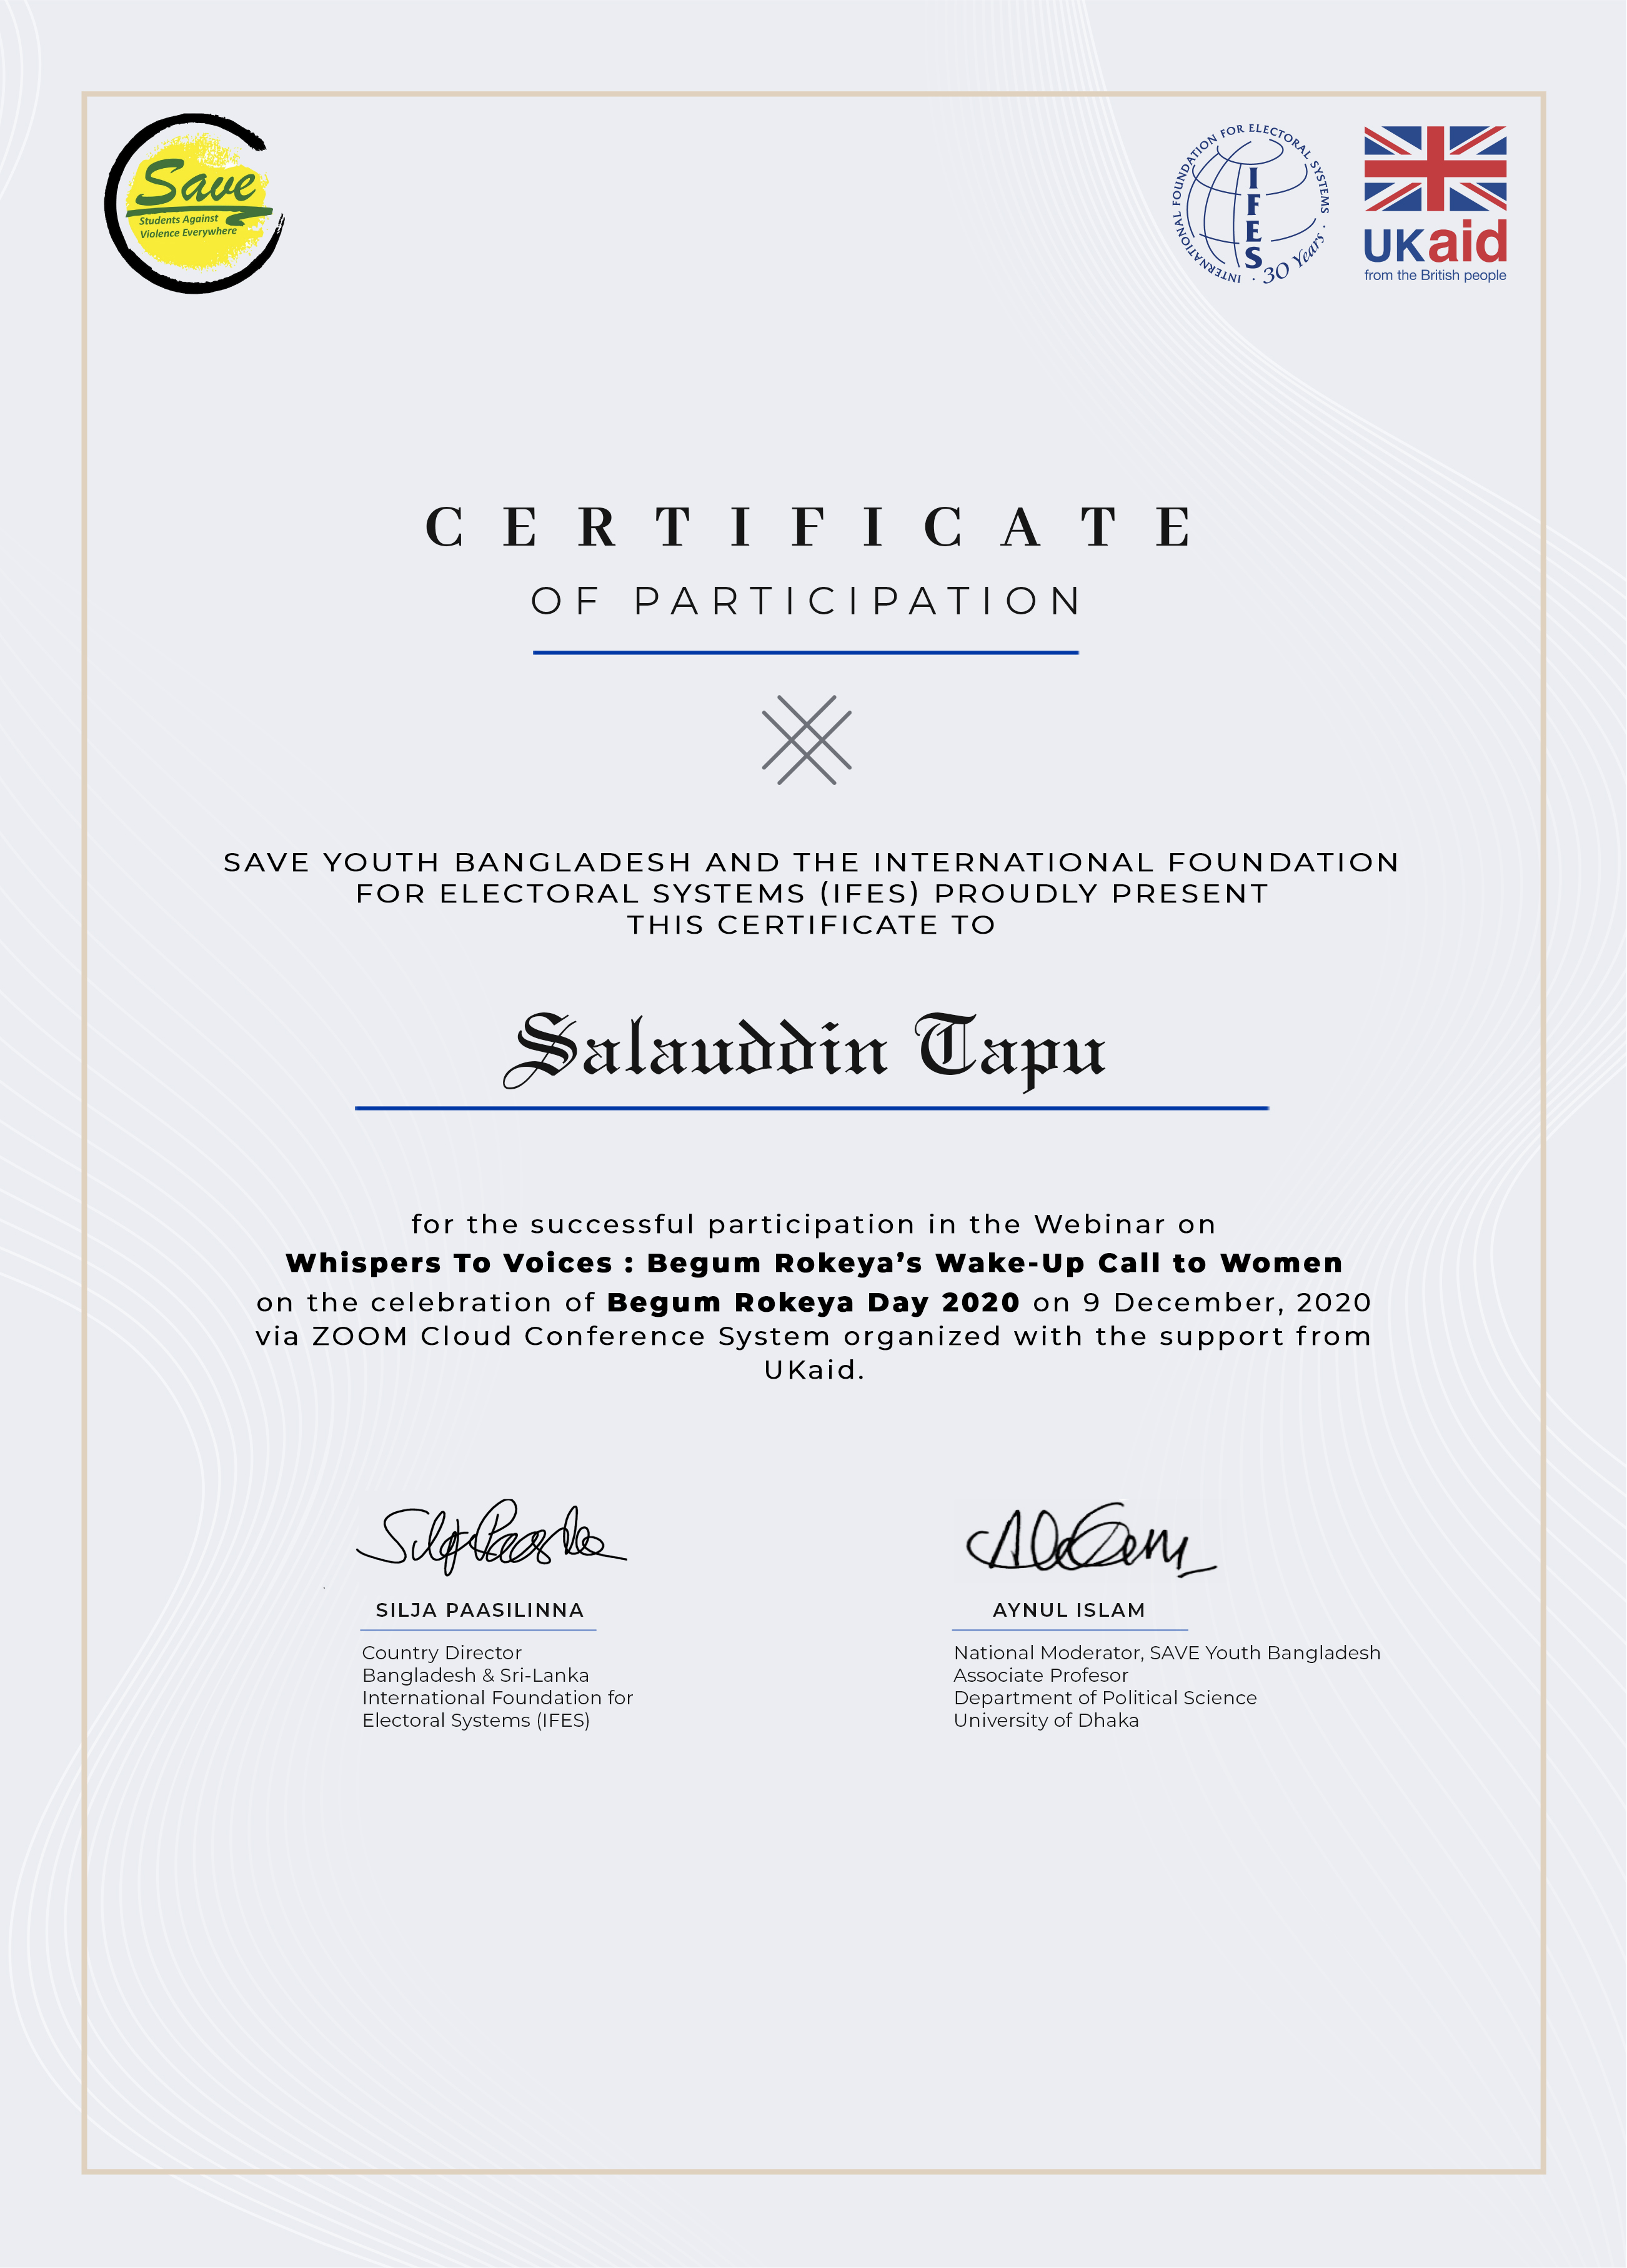 Save
Students Against
Violence Everywhere
INTERNATIONAL FOUNDATION FOR ELECTORAL SYSTEMS · 30 Years ·
IFES
UKaid
from the British people
CERTIFICATE
OF PARTICIPATION
SAVE YOUTH BANGLADESH AND THE INTERNATIONAL FOUNDATION
FOR ELECTORAL SYSTEMS (IFES) PROUDLY PRESENT
THIS CERTIFICATE TO
Salauddin Tapu
for the successful participation in the Webinar on
Whispers To Voices : Begum Rokeya’s Wake-Up Call to Women
on the celebration of Begum Rokeya Day 2020 on 9 December, 2020
via ZOOM Cloud Conference System organized with the support from
UKaid.
SILJA PAASILINNA
Country Director
Bangladesh & Sri-Lanka
International Foundation for
Electoral Systems (IFES)
AYNUL ISLAM
National Moderator, SAVE Youth Bangladesh
Associate Profesor
Department of Political Science
University of Dhaka